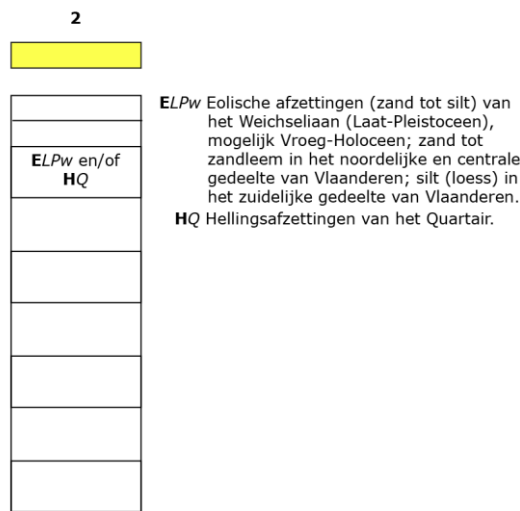 2
ELPw en/of
HQ
ELPw Eolische afzettingen (zand tot silt) van
het Weichseliaan (Laat-Pleistoceen),
mogelijk Vroeg-Holoceen; zand tot
zandleem in het noordelijke en centrale
gedeelte van Vlaanderen; silt (loess) in
het zuidelijke gedeelte van Vlaanderen.
HQ Hellingsafzettingen van het Quartair.